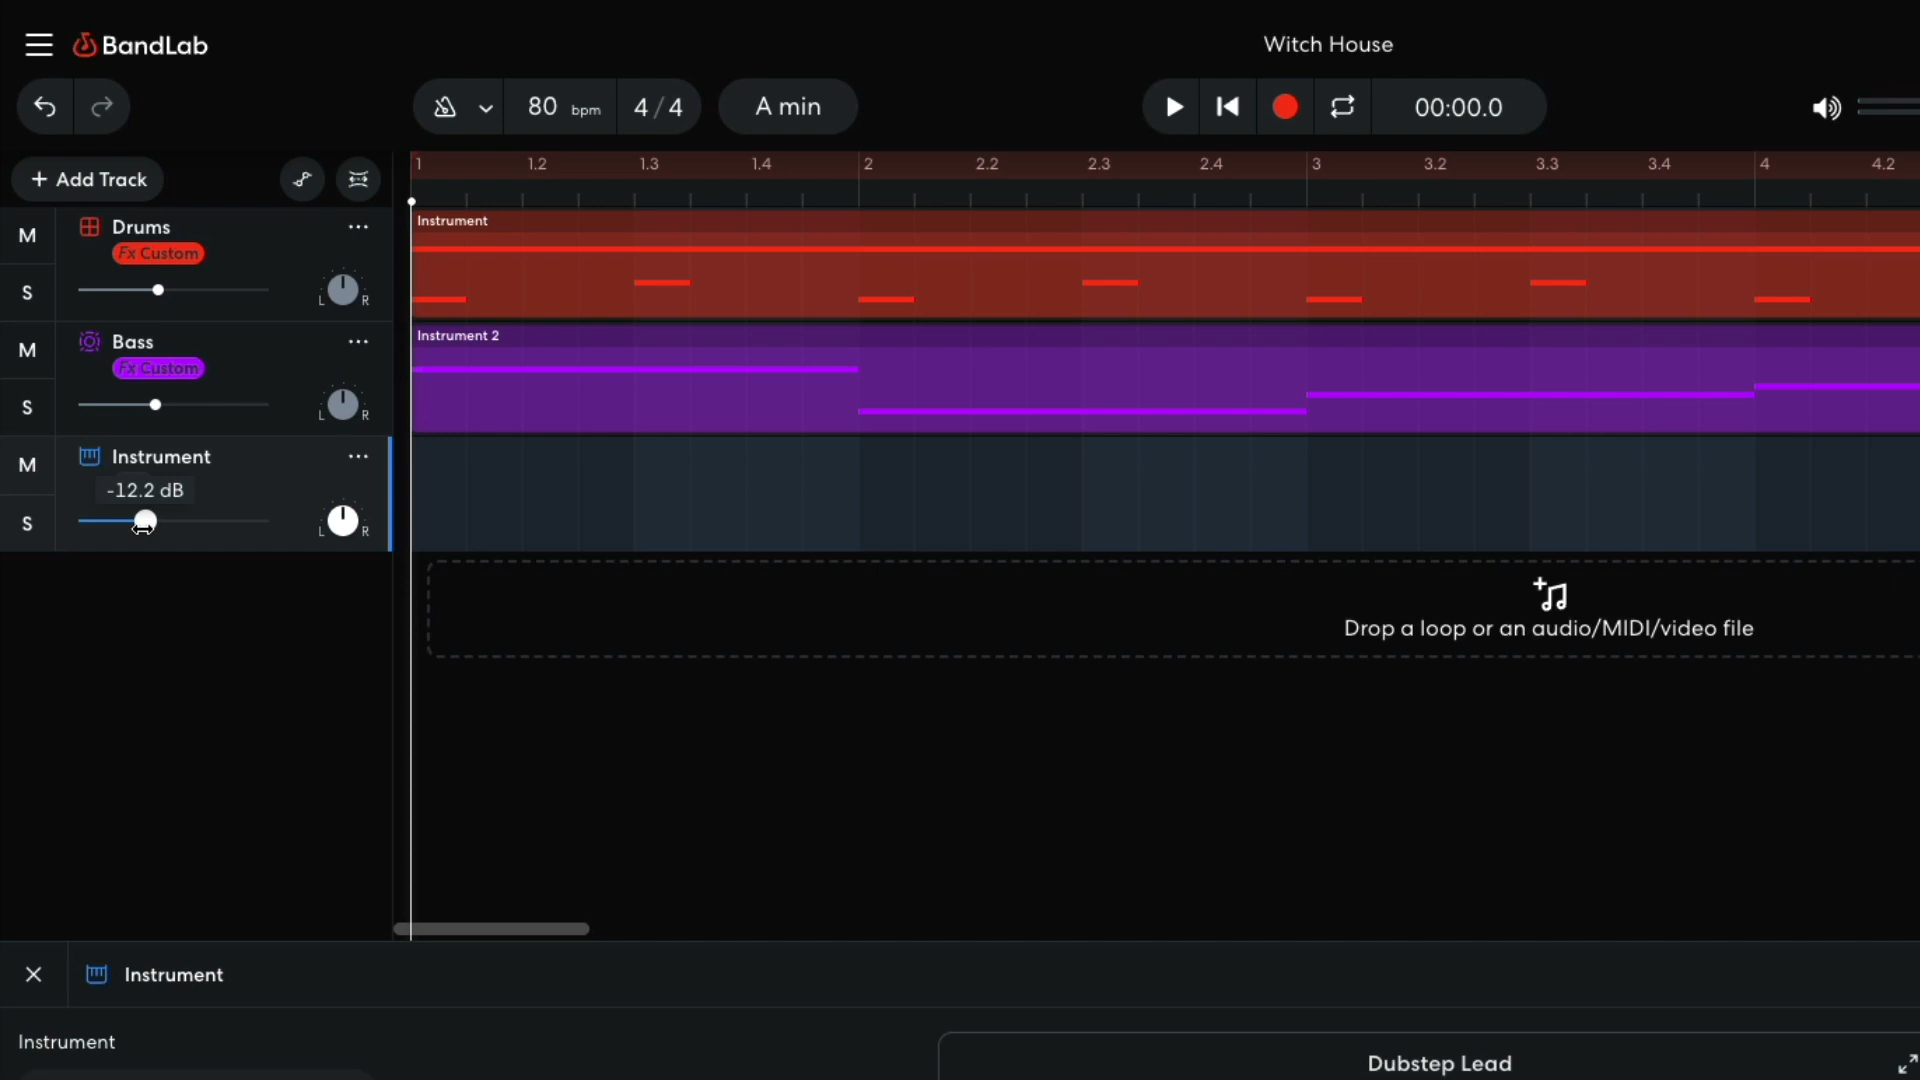 BandLab
Witch House
80 bpm
4 / 4
A min
00:00.0
+ Add Track
1 1.2 1.3 1.4 2 2.2 2.3 2.4 3 3.2 3.3 3.4 4 4.2
M
Drums
Fx Custom
S
L R
Instrument
M
Bass
Fx Custom
S
L R
Instrument 2
M
Instrument
-12.2 dB
S
L R
Drop a loop or an audio/MIDI/video file
Instrument
Instrument
Dubstep Lead